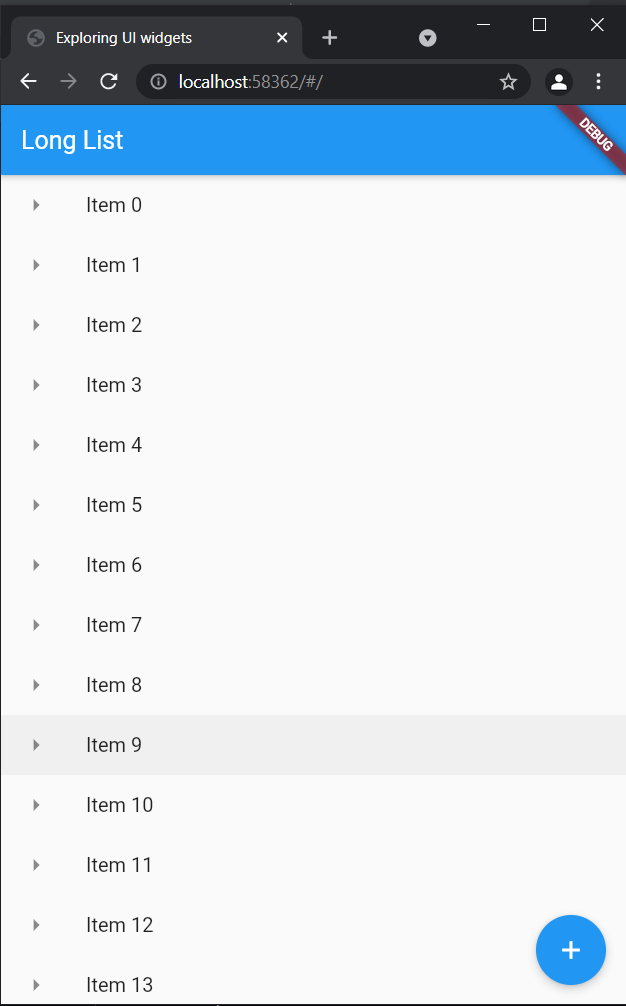 Exploring UI widgets
localhost:58362/#/
Long List
DEBUG
Item 0
Item 1
Item 2
Item 3
Item 4
Item 5
Item 6
Item 7
Item 8
Item 9
Item 10
Item 11
Item 12
Item 13